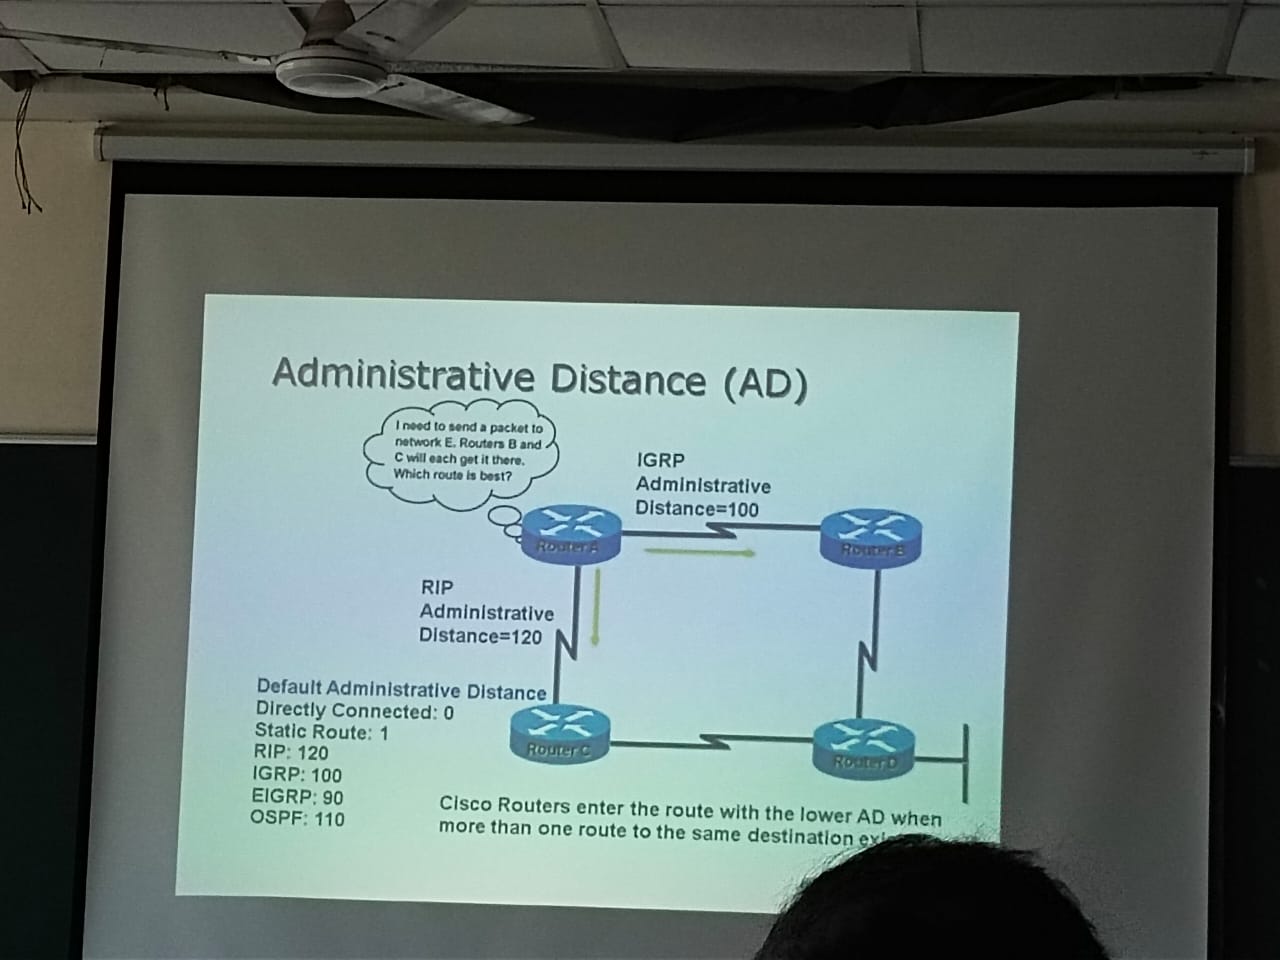 Administrative Distance (AD)
I need to send a packet to
network E. Routers B and
C will each get it there.
Which route is best?
IGRP
Administrative
Distance=100
Router A
Router B
RIP
Administrative
Distance=120
Default Administrative Distance
Directly Connected: 0
Static Route: 1
RIP: 120
IGRP: 100
EIGRP: 90
OSPF: 110
Router C
Router D
Cisco Routers enter the route with the lower AD when
more than one route to the same destination